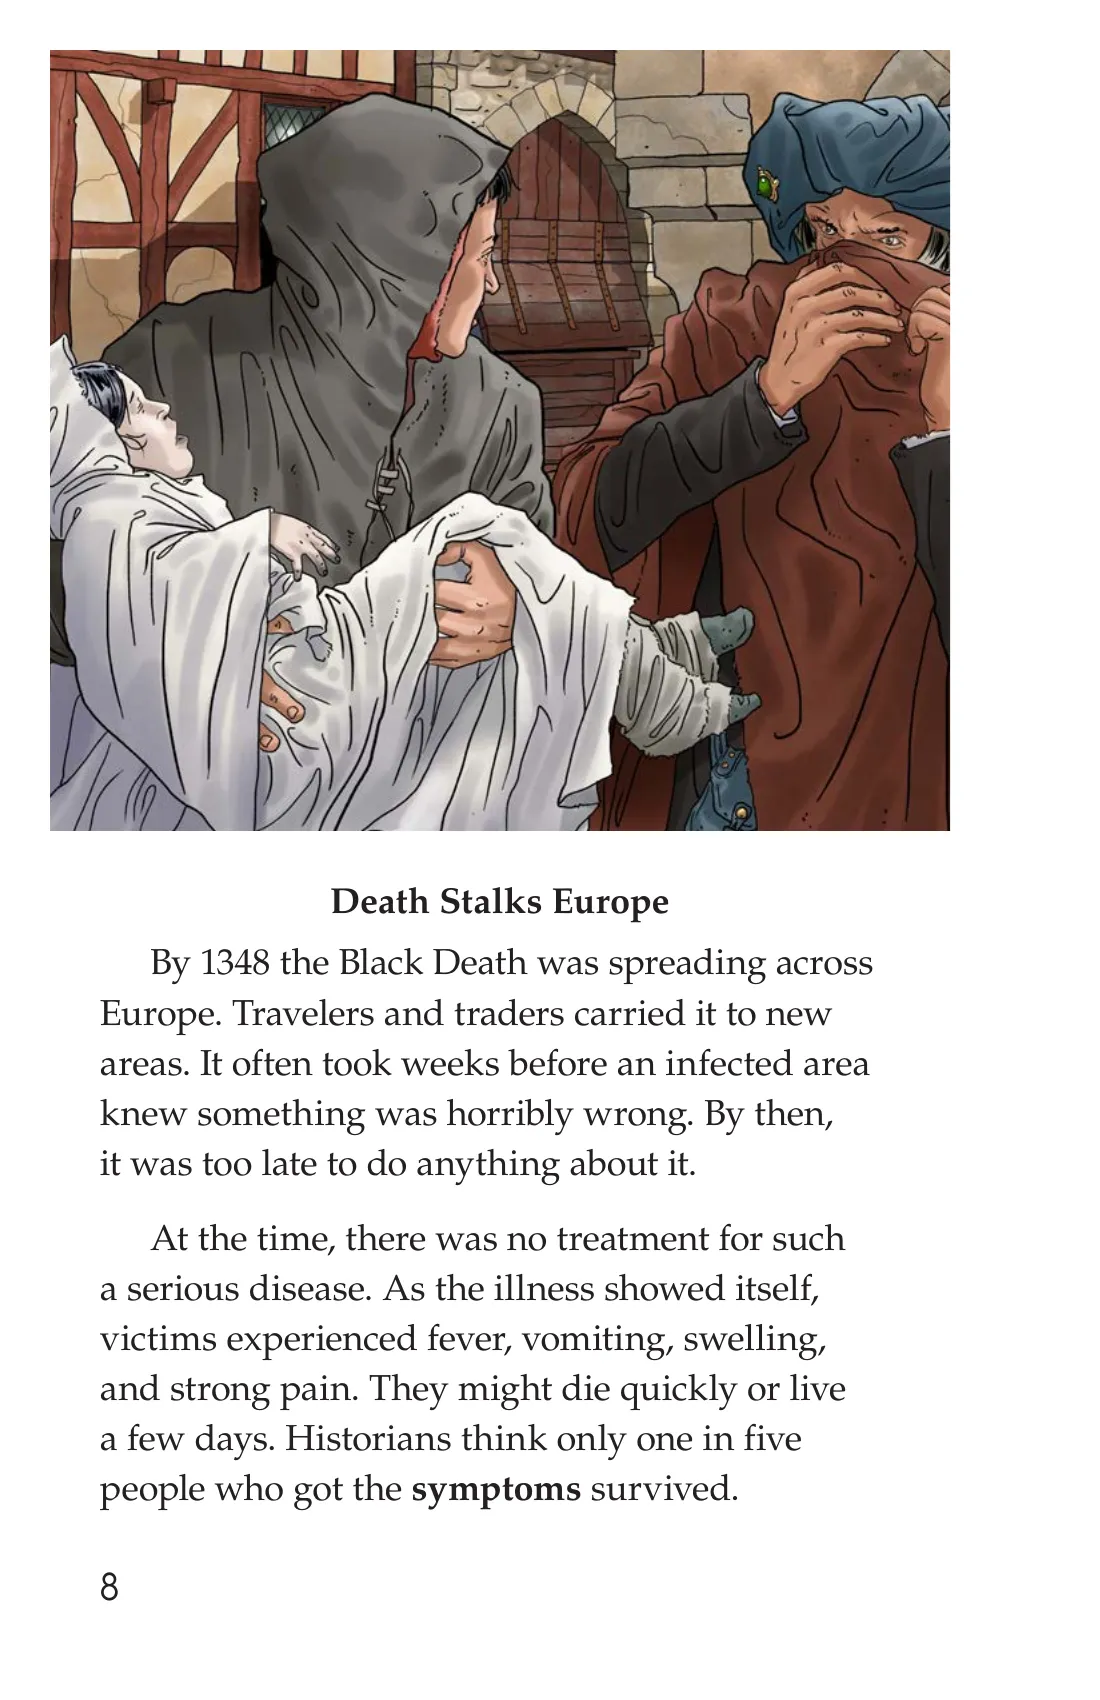 Death Stalks Europe
By 1348 the Black Death was spreading across
Europe. Travelers and traders carried it to new
areas. It often took weeks before an infected area
knew something was horribly wrong. By then,
it was too late to do anything about it.
At the time, there was no treatment for such
a serious disease. As the illness showed itself,
victims experienced fever, vomiting, swelling,
and strong pain. They might die quickly or live
a few days. Historians think only one in five
people who got the symptoms survived.
8